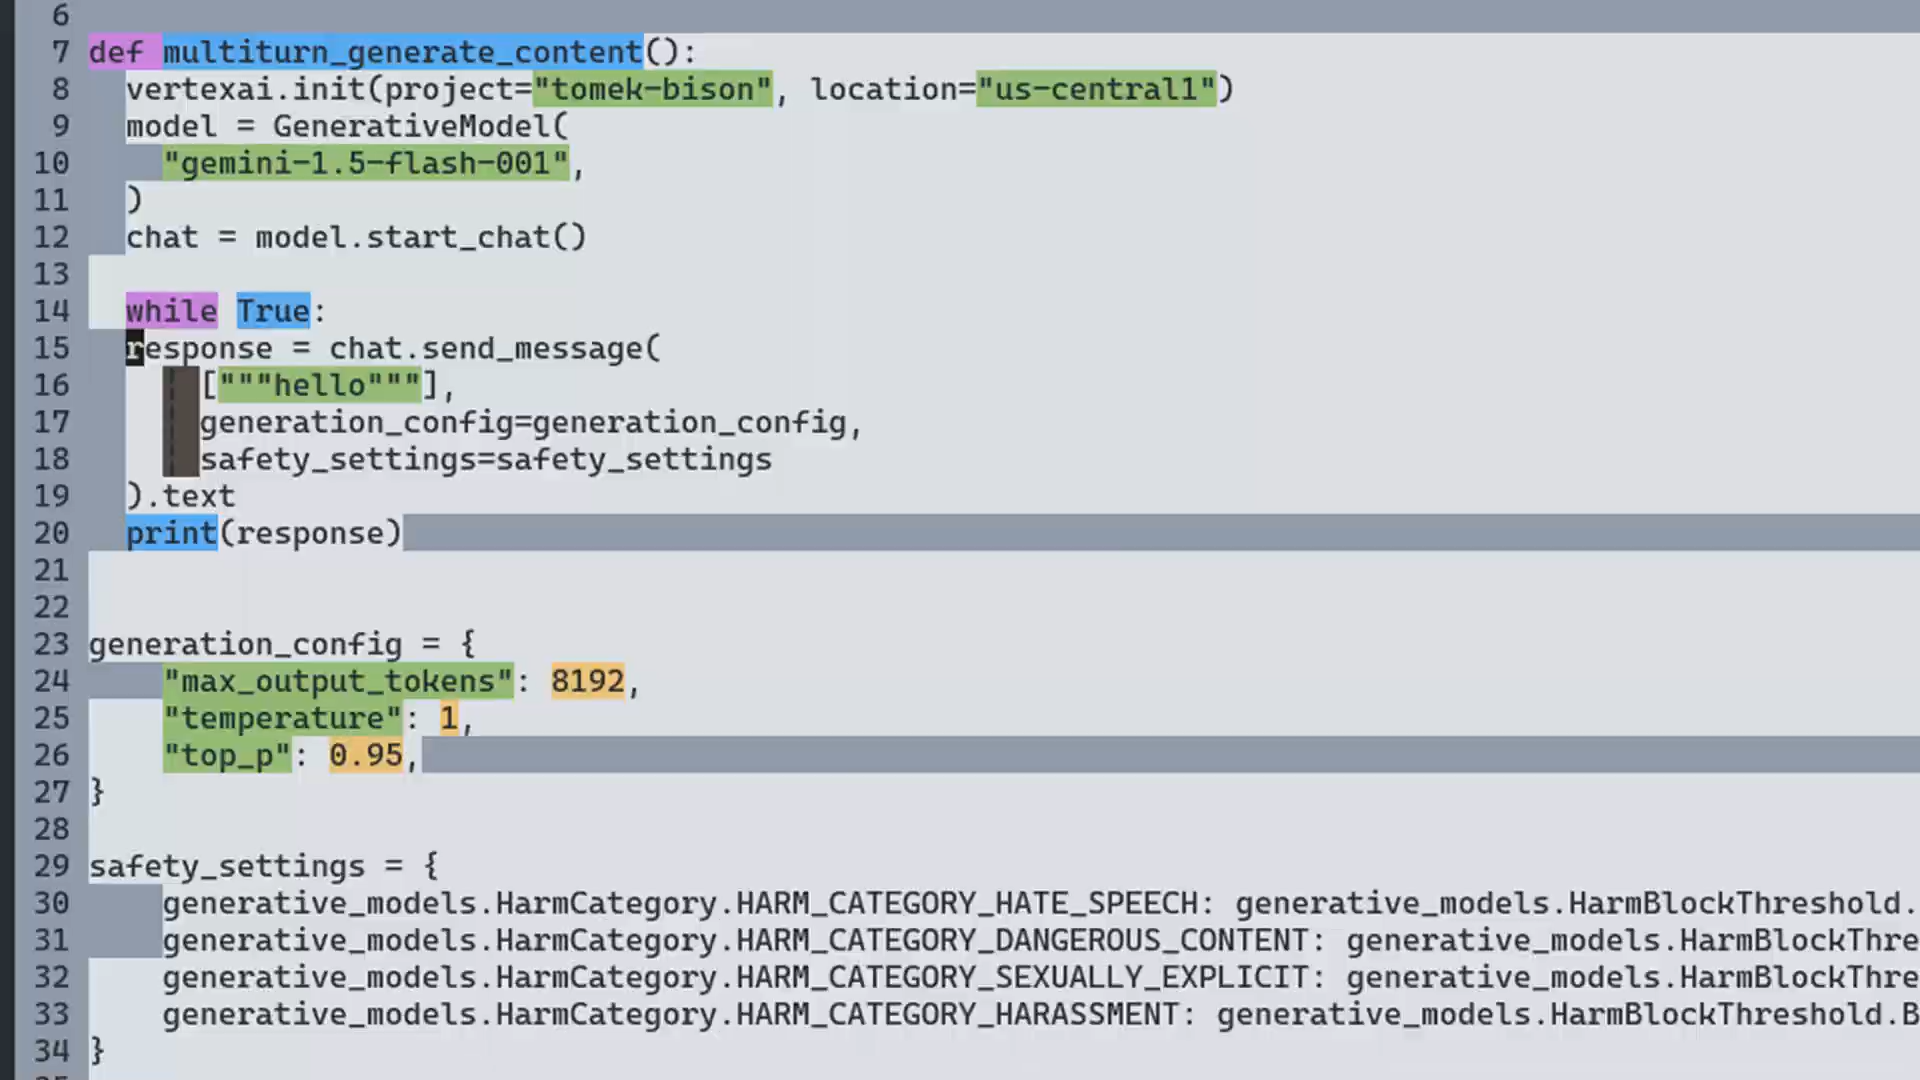 6
7 def multiturn_generate_content():
8 vertexai.init(project="tomek-bison", location="us-central1")
9 model = GenerativeModel(
10 "gemini-1.5-flash-001",
11 )
12 chat = model.start_chat()
13
14 while True:
15 response = chat.send_message(
16 ["""hello"""],
17 generation_config=generation_config,
18 safety_settings=safety_settings
19 ).text
20 print(response)
21
22
23 generation_config = {
24 "max_output_tokens": 8192,
25 "temperature": 1,
26 "top_p": 0.95,
27 }
28
29 safety_settings = {
30 generative_models.HarmCategory.HARM_CATEGORY_HATE_SPEECH: generative_models.HarmBlockThreshold.
31 generative_models.HarmCategory.HARM_CATEGORY_DANGEROUS_CONTENT: generative_models.HarmBlockThre
32 generative_models.HarmCategory.HARM_CATEGORY_SEXUALLY_EXPLICIT: generative_models.HarmBlockThre
33 generative_models.HarmCategory.HARM_CATEGORY_HARASSMENT: generative_models.HarmBlockThreshold.B
34 }